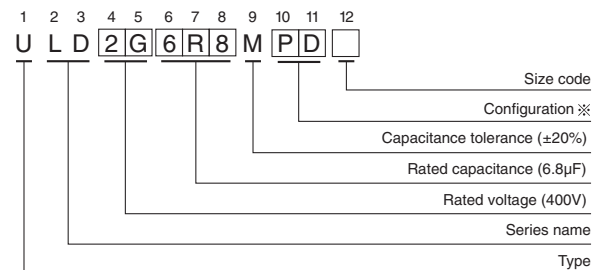 1 2 3 4 5 6 7 8 9 10 11 12
U L D 2 G 6 R 8 M P D
Size code
Configuration ※
Capacitance tolerance (±20%)
Rated capacitance (6.8µF)
Rated voltage (400V)
Series name
Type